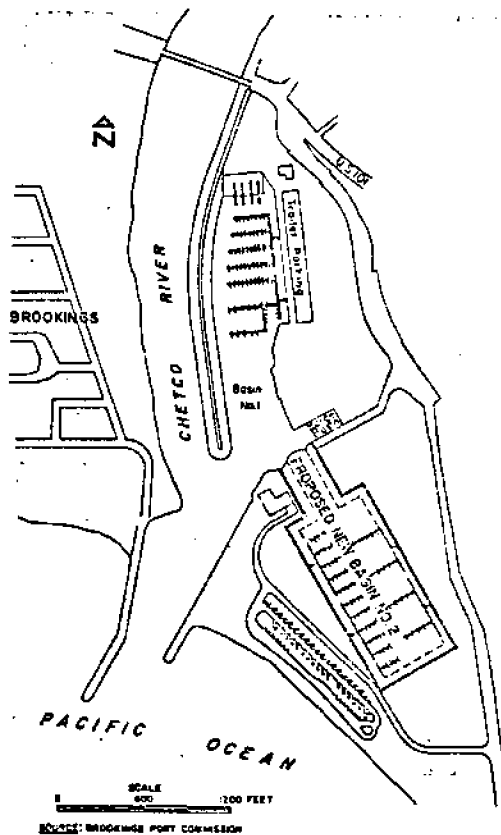 N
U.S. 101
Trailer Parking
BROOKINGS
CHETCO RIVER
Basin
No.1
PROPOSED NEW BASIN NO. 2
PACIFIC OCEAN
SCALE
0 600 1200 FEET
SOURCE: BROOKINGS PORT COMMISSION